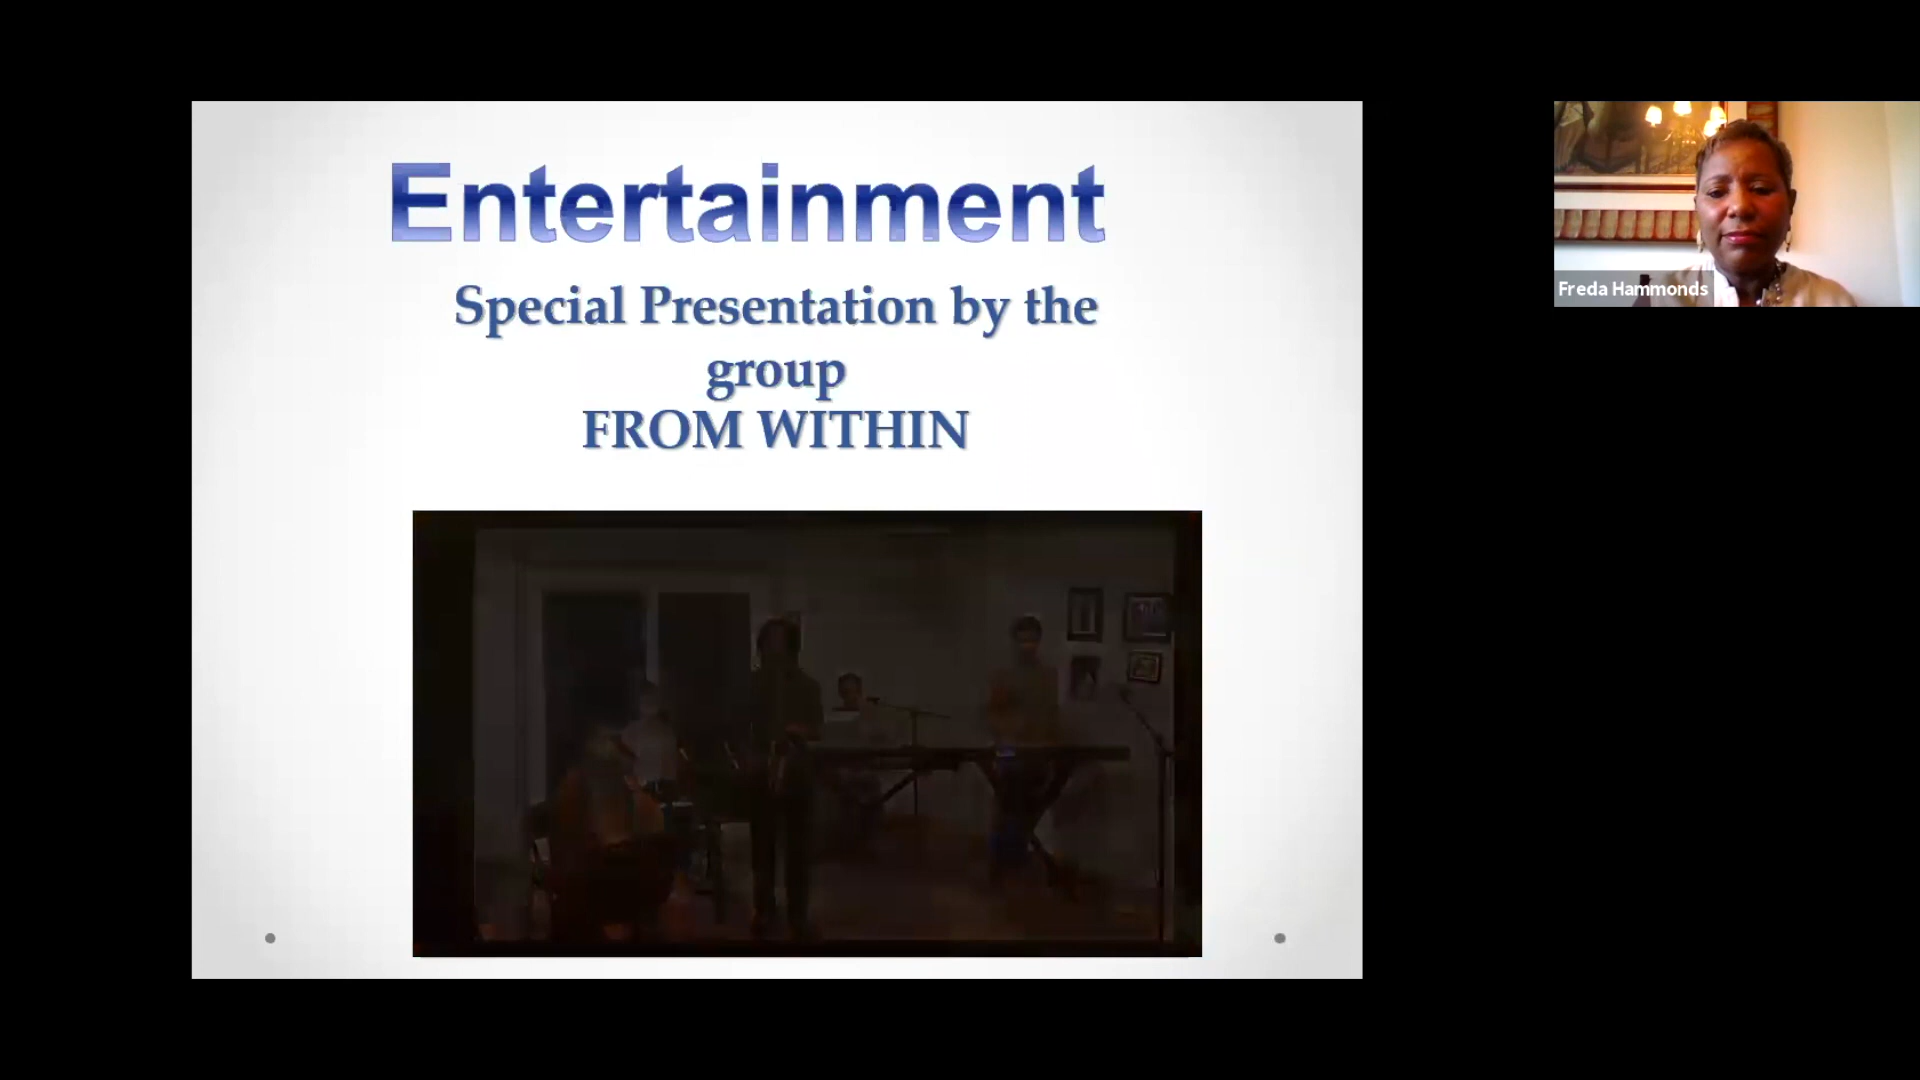 Entertainment
Special Presentation by the
group
FROM WITHIN
Freda Hammonds